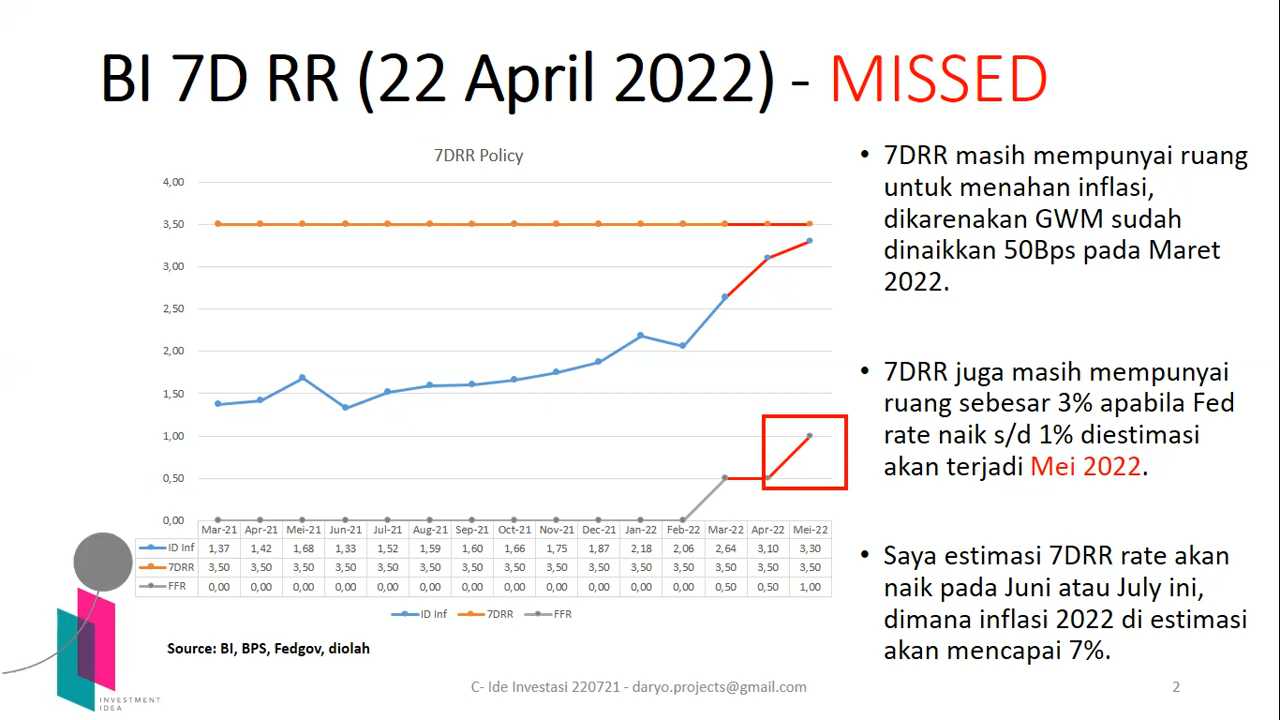 BI 7D RR (22 April 2022) - MISSED
7DRR Policy
4,00
3,50
3,00
2,50
2,00
1,50
1,00
0,50
0,00
Mar-21 Apr-21 Mei-21 Jun-21 Jul-21 Aug-21 Sep-21 Oct-21 Nov-21 Dec-21 Jan-22 Feb-22 Mar-22 Apr-22 Mei-22
ID Inf 1,37 1,42 1,68 1,33 1,52 1,59 1,60 1,66 1,75 1,87 2,18 2,06 2,64 3,10 3,30
7DRR 3,50 3,50 3,50 3,50 3,50 3,50 3,50 3,50 3,50 3,50 3,50 3,50 3,50 3,50 3,50
FFR 0,00 0,00 0,00 0,00 0,00 0,00 0,00 0,00 0,00 0,00 0,00 0,00 0,50 0,50 1,00
ID Inf 7DRR FFR
Source: BI, BPS, Fedgov, diolah
• 7DRR masih mempunyai ruang
untuk menahan inflasi,
dikarenakan GWM sudah
dinaikkan 50Bps pada Maret
2022.
• 7DRR juga masih mempunyai
ruang sebesar 3% apabila Fed
rate naik s/d 1% diestimasi
akan terjadi Mei 2022.
• Saya estimasi 7DRR rate akan
naik pada Juni atau July ini,
dimana inflasi 2022 di estimasi
akan mencapai 7%.
INVESTMENT
IDEA
C- Ide Investasi 220721 - daryo.projects@gmail.com
2